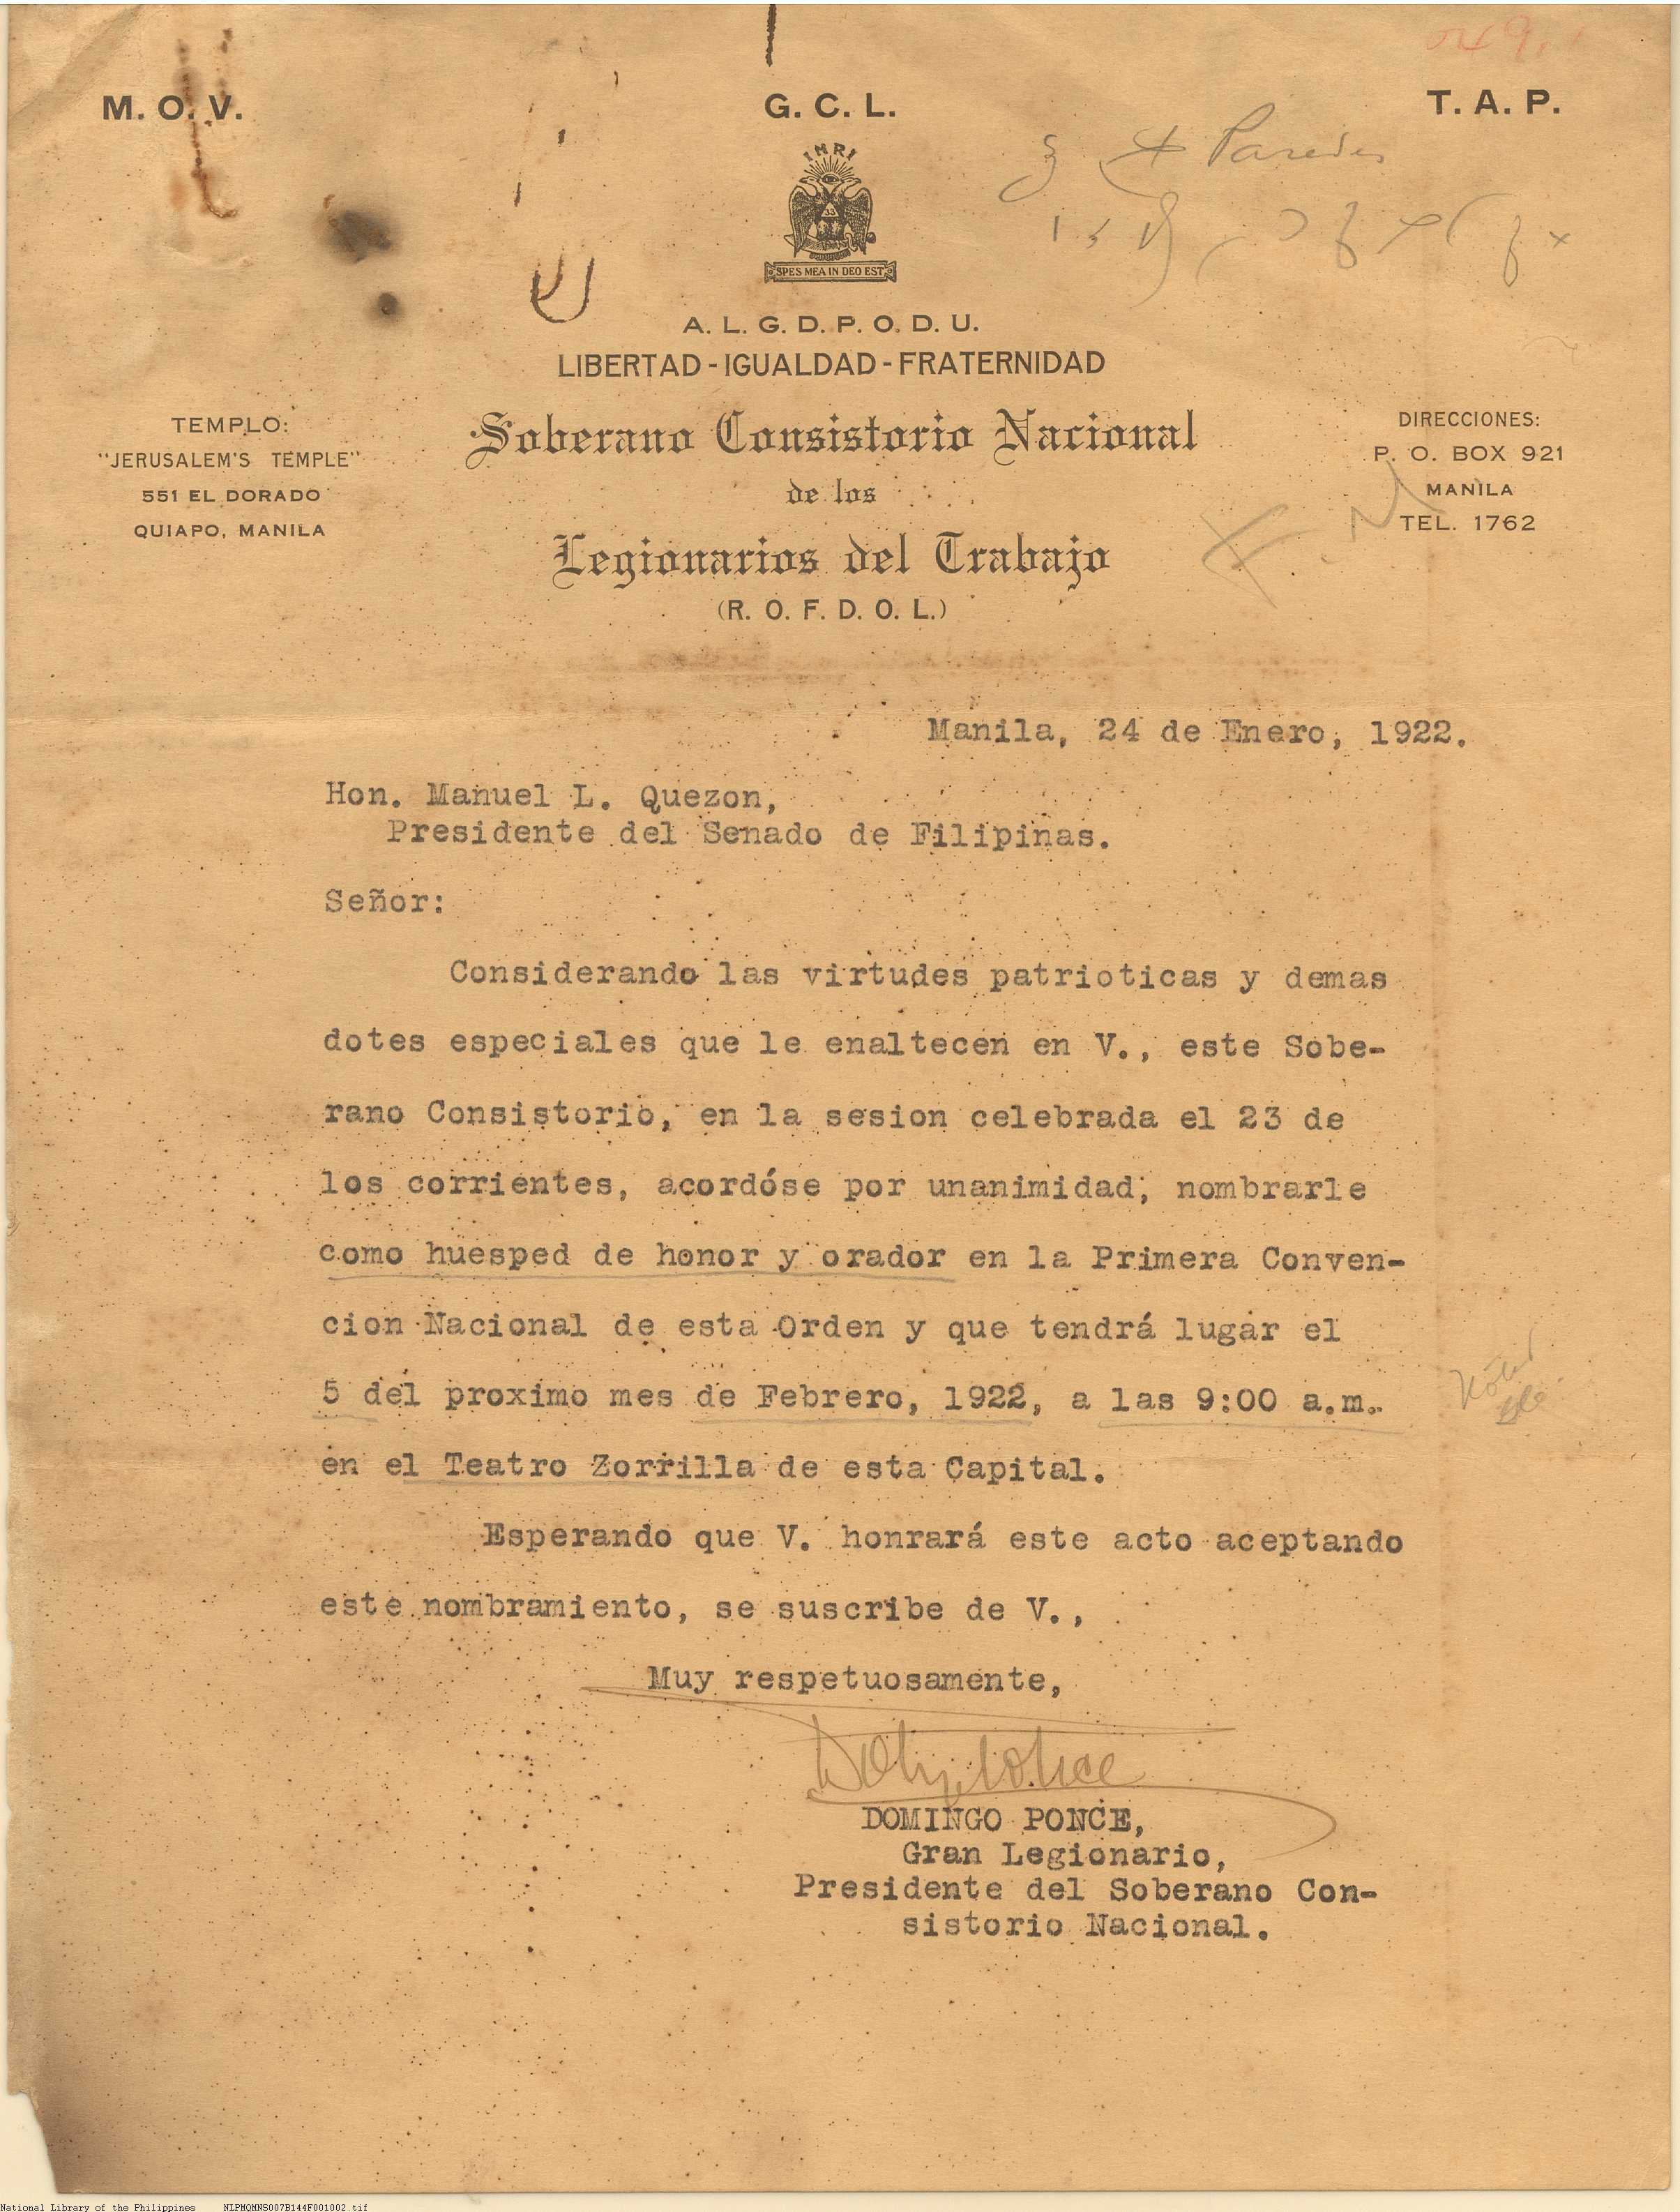 M. O. V.
G. C. L.
T. A. P.
Paredes
INRI
33
SPES MEA IN DEO EST
A. L. G. D. P. O. D. U.
LIBERTAD - IGUALDAD - FRATERNIDAD
Soberano Consistorio Nacional
de los
Legionarios del Trabajo
(R. O. F. D. O. L.)
TEMPLO:
"JERUSALEM'S TEMPLE"
551 EL DORADO
QUIAPO, MANILA
DIRECCIONES:
P. O. BOX 921
MANILA
TEL. 1762
Manila, 24 de Enero, 1922.
Hon. Manuel L. Quezon,
Presidente del Senado de Filipinas.
Señor:
Considerando las virtudes patrioticas y demas
dotes especiales que le enaltecen en V., este Sobe-
rano Consistorio, en la sesion celebrada el 23 de
los corrientes, acordóse por unanimidad, nombrarle
como huesped de honor y orador en la Primera Conven-
cion Nacional de esta Orden y que tendrá lugar el
5 del proximo mes de Febrero, 1922, a las 9:00 a.m.
en el Teatro Zorrilla de esta Capital.
Esperando que V. honrará este acto aceptando
este nombramiento, se suscribe de V.,
Muy respetuosamente,
DOMINGO PONCE,
Gran Legionario,
Presidente del Soberano Con-
sistorio Nacional.
National Library of the Philippines NLPMQMNS007B144F001002.tif